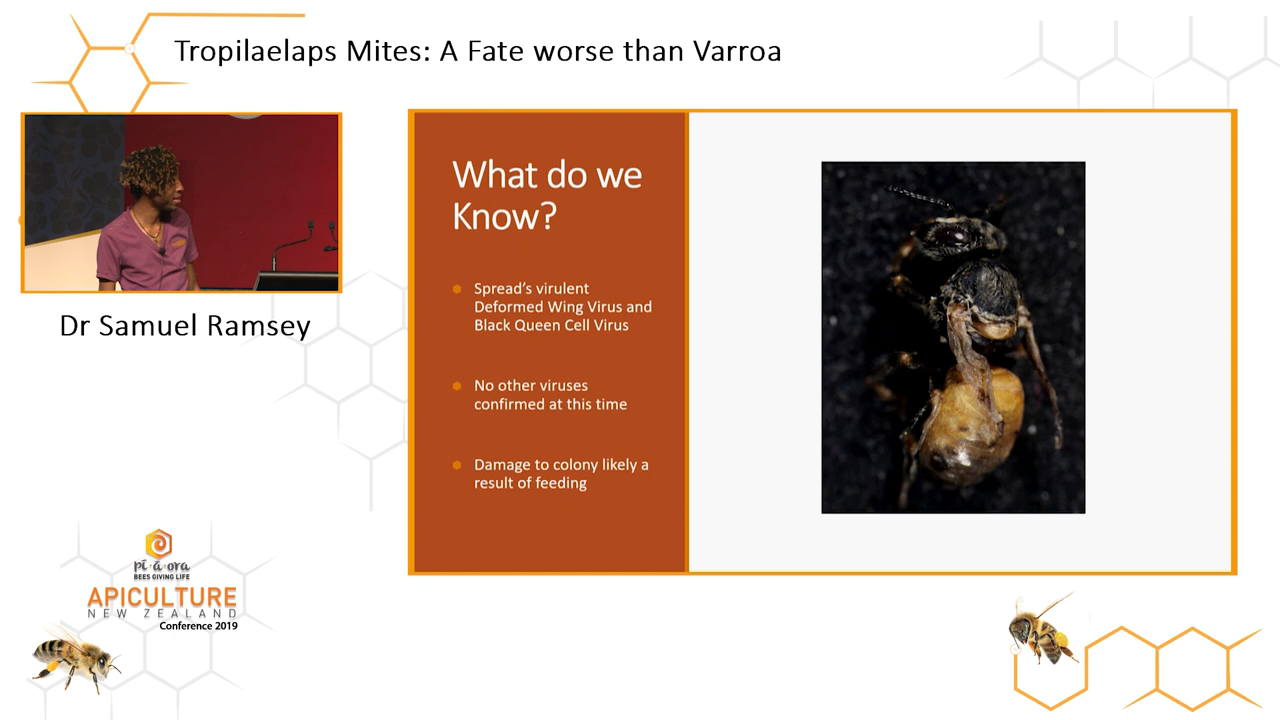 Tropilaelaps Mites: A Fate worse than Varroa
What do we
Know?
Spread's virulent
Deformed Wing Virus and
Black Queen Cell Virus
No other viruses
confirmed at this time
Damage to colony likely a
result of feeding
Dr Samuel Ramsey
pī-ā-ora
BEES GIVING LIFE
APICULTURE
NEW ZEALAND
Conference 2019